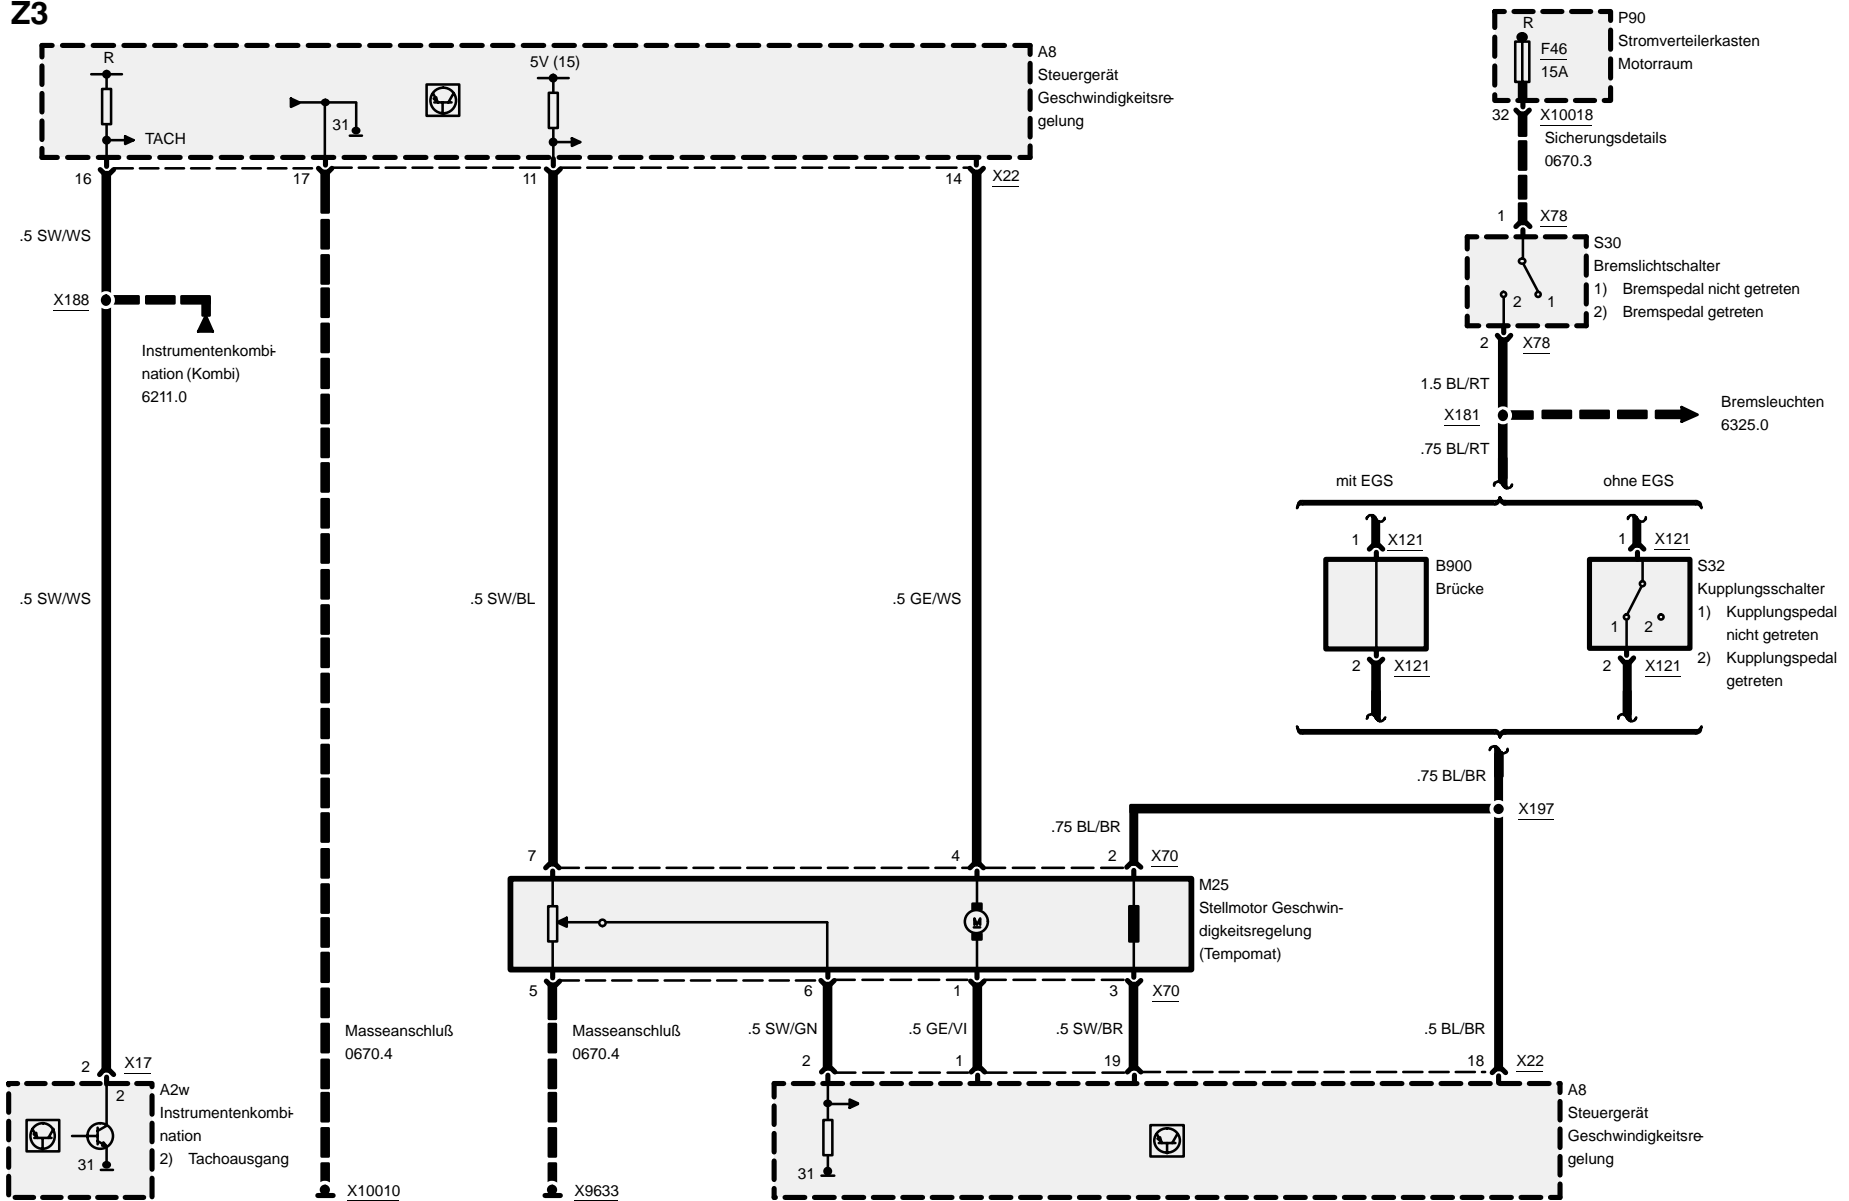 Z3
R
TACH
31
5V (15)
A8
Steuergerät
Geschwindigkeitsre-
gelung
16
17
11
14
X22
.5 SW/WS
X188
Instrumentenkombi-
nation (Kombi)
6211.0
.5 SW/WS
.5 SW/BL
.5 GE/WS
R
F46
15A
P90
Stromverteilerkasten
Motorraum
32
X10018
Sicherungsdetails
0670.3
1
X78
S30
Bremslichtschalter
1) Bremspedal nicht getreten
2) Bremspedal getreten
2
1
2
X78
1.5 BL/RT
X181
Bremsleuchten
6325.0
.75 BL/RT
mit EGS
ohne EGS
1
X121
B900
Brücke
2
X121
1
X121
S32
Kupplungsschalter
1) Kupplungspedal
nicht getreten
2) Kupplungspedal
getreten
1
2
2
X121
.75 BL/BR
X197
.75 BL/BR
7
4
2
X70
M
M25
Stellmotor Geschwin-
digkeitsregelung
(Tempomat)
5
6
1
3
X70
Masseanschluß
0670.4
Masseanschluß
0670.4
.5 SW/GN
.5 GE/VI
.5 SW/BR
.5 BL/BR
2
X17
2
1
19
18
X22
2
31
A2w
Instrumentenkombi-
nation
2) Tachoausgang
X10010
X9633
31
A8
Steuergerät
Geschwindigkeitsre-
gelung